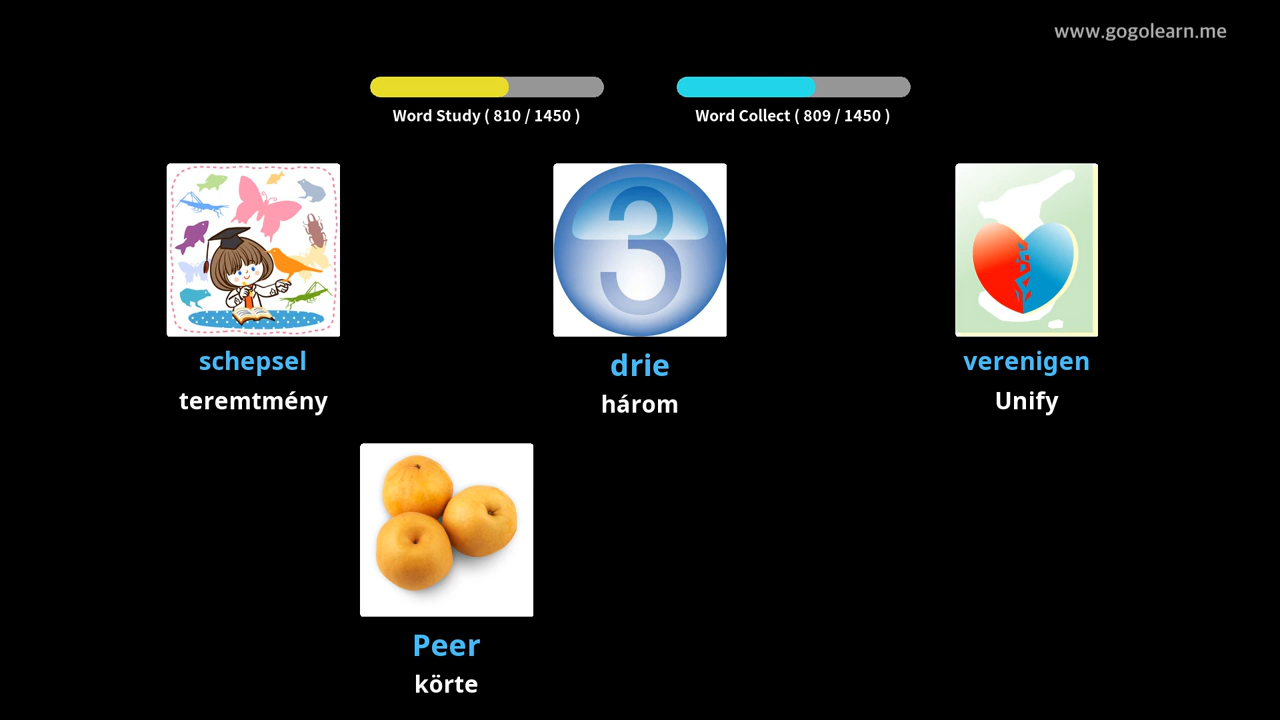 www.gogolearn.me
Word Study ( 810 / 1450 )
Word Collect ( 809 / 1450 )
3
schepsel
teremtmény
drie
három
verenigen
Unify
Peer
körte